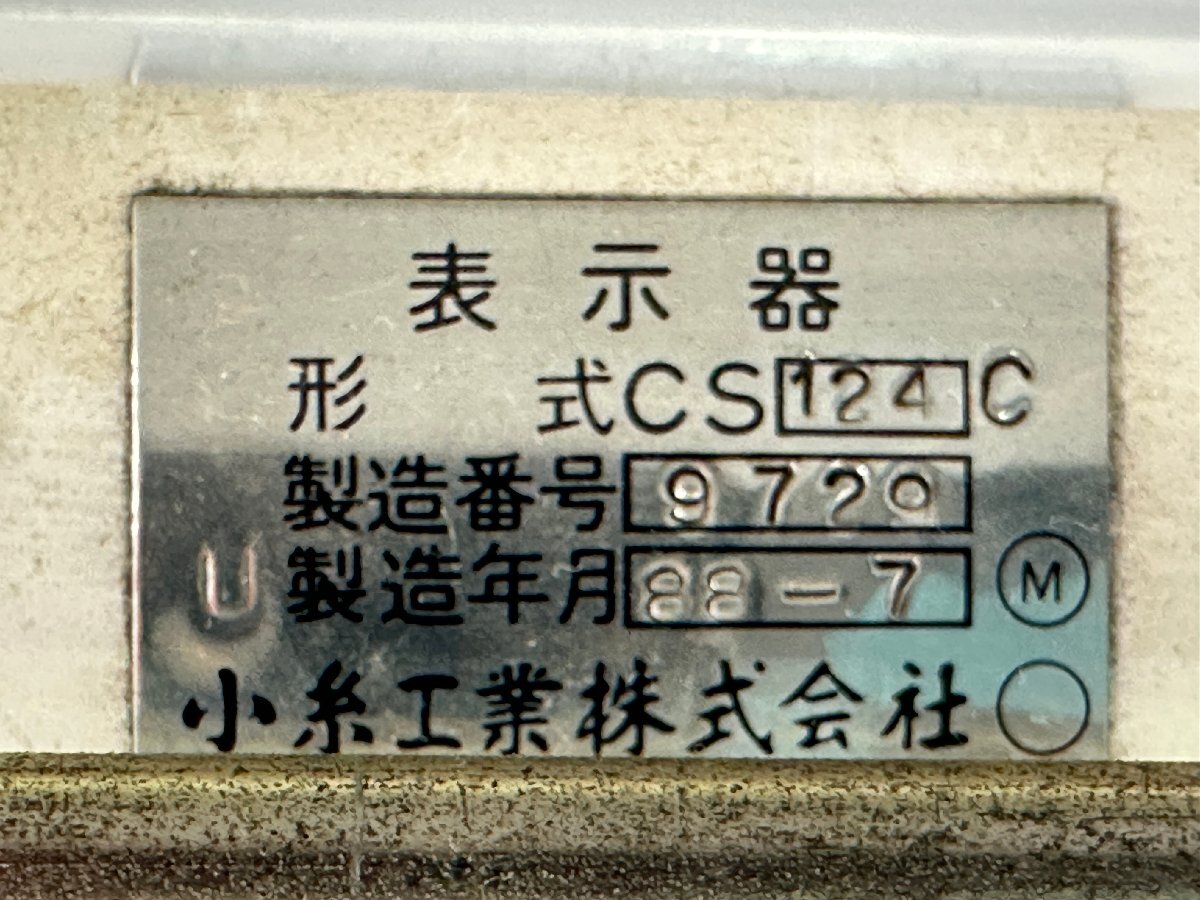 表示器
形式CS124C
製造番号 9729
U 製造年月 88-7 Ⓜ
小糸工業株式会社